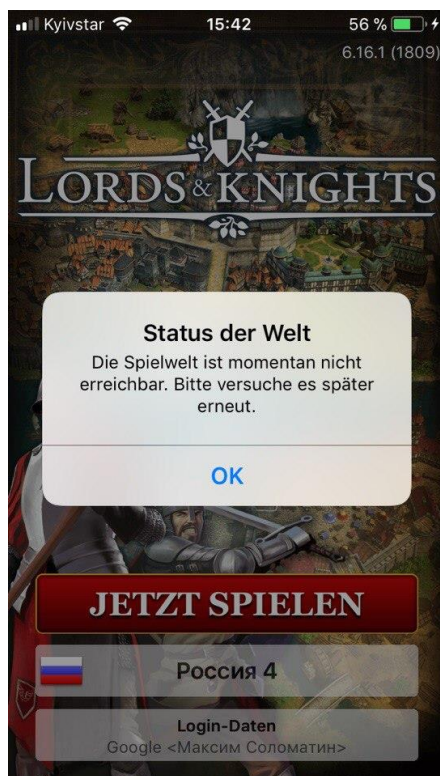 Kyivstar 15:42 56 %
6.16.1 (1809)
LORDS & KNIGHTS
Status der Welt
Die Spielwelt ist momentan nicht
erreichbar. Bitte versuche es später
erneut.
OK
JETZT SPIELEN
Россия 4
Login-Daten
Google <Максим Соломатин>